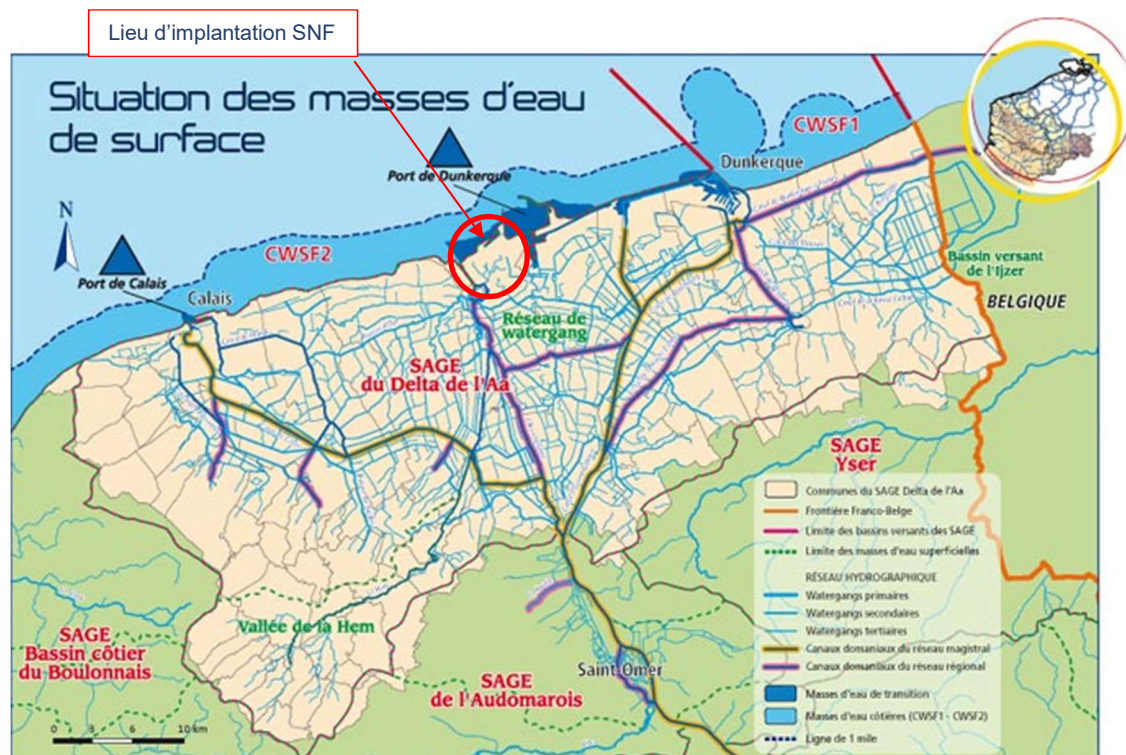 Lieu d'implantation SNF
Situation des masses d'eau
de surface
CWSF1
Dunkerque
Port de Dunkerque
N
CWSF2
Port de Calais
Calais
Bassin versant
de l'Ijzer
BELGIQUE
Réseau de
watergang
SAGE
du Delta de l'Aa
SAGE
Yser
Communes du SAGE Delta de l'Aa
Frontière Franco-Belge
Limite des bassins versants des SAGE
Limite des masses d'eau superficielles
RÉSEAU HYDROGRAPHIQUE
Watergangs primaires
Watergangs secondaires
Watergangs tertiaires
Canaux domaniaux du réseau magistral
Canaux domaniaux du réseau régional
Masses d'eau de transition
Masses d'eau côtières (CWSF1 - CWSF2)
Ligne de 1 mile
Vallée de la Hem
SAGE
Bassin côtier
du Boulonnais
Saint-Omer
SAGE
de l'Audomarois
0 3 6 10 km